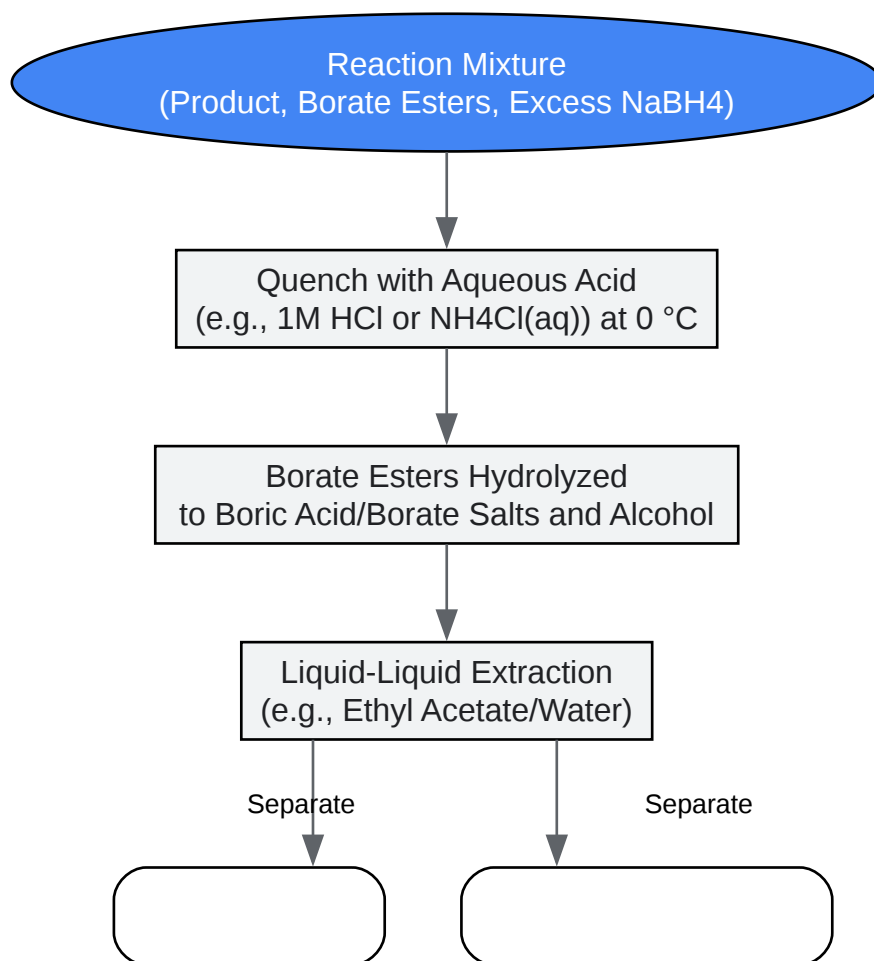 Reaction Mixture
(Product, Borate Esters, Excess NaBH4)
Quench with Aqueous Acid
(e.g., 1M HCl or NH4Cl(aq)) at 0 °C
Borate Esters Hydrolyzed
to Boric Acid/Borate Salts and Alcohol
Liquid-Liquid Extraction
(e.g., Ethyl Acetate/Water)
Separate
Separate